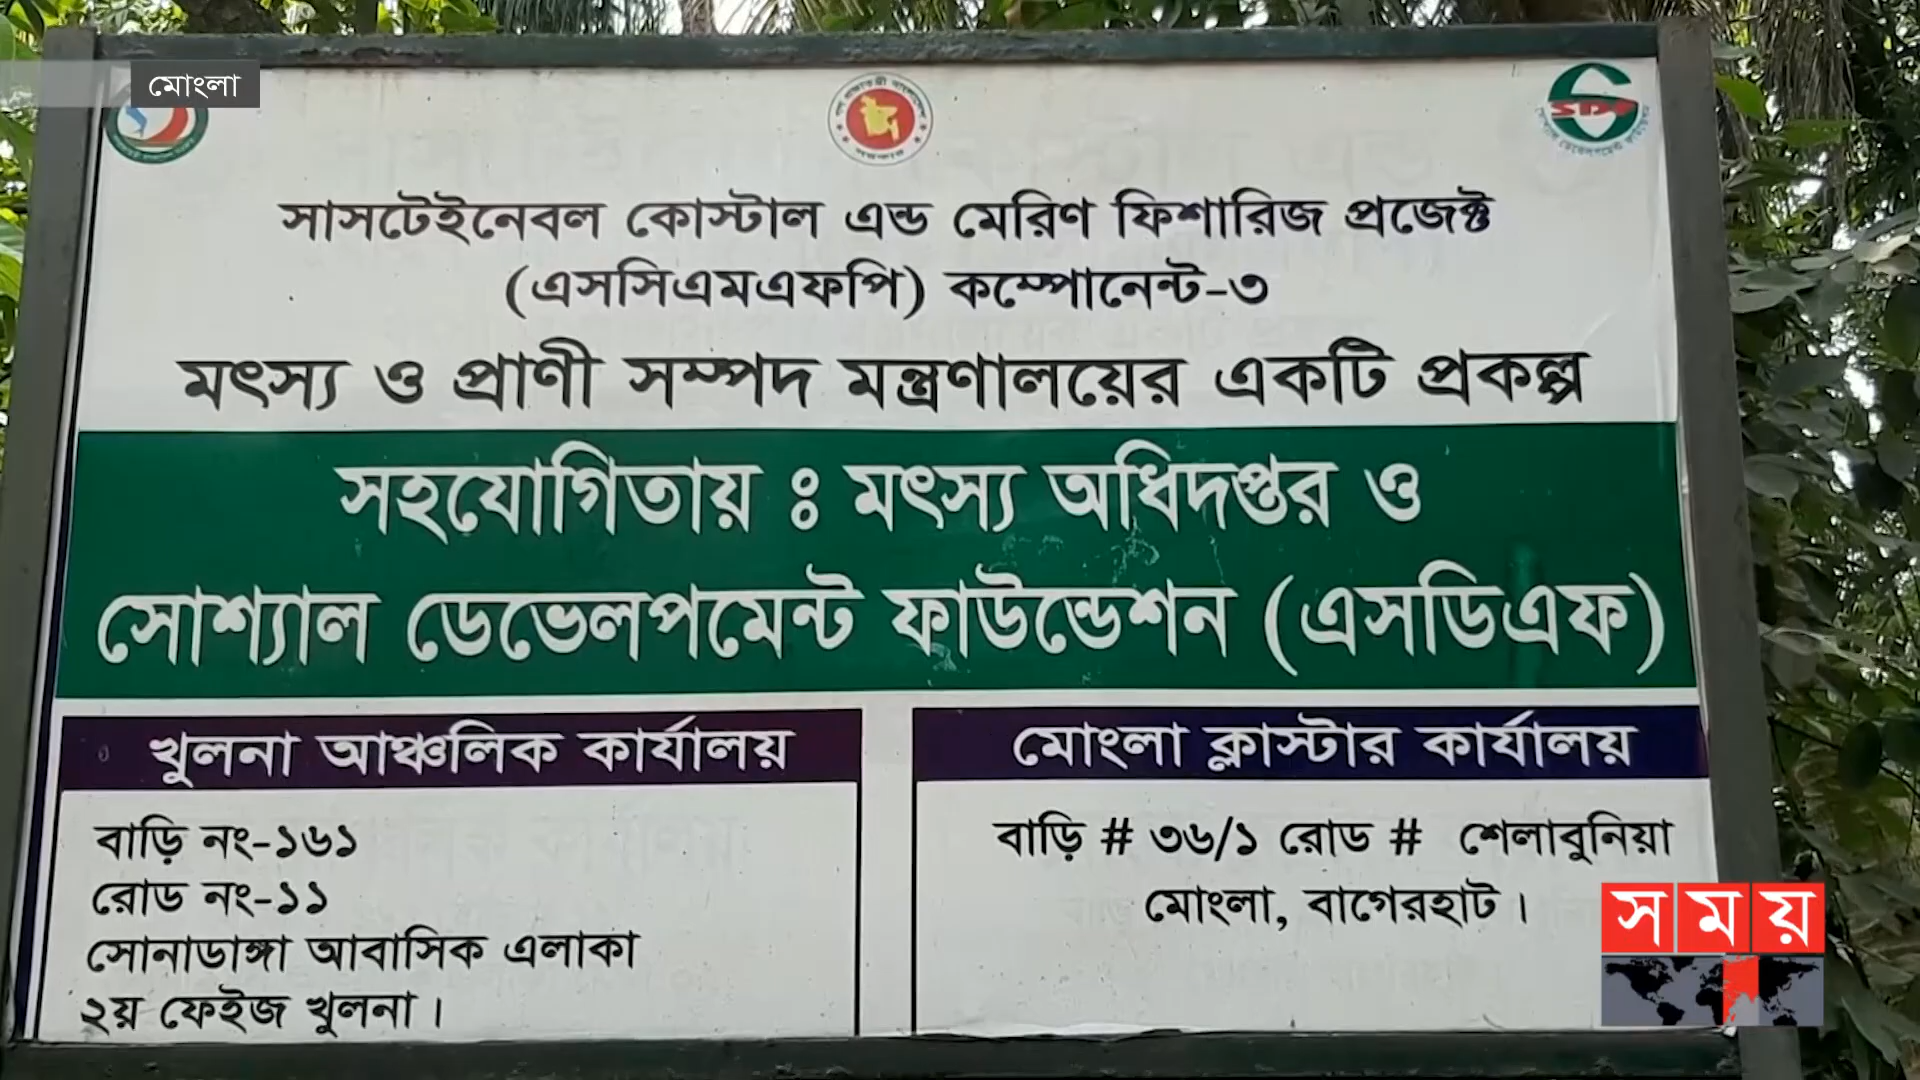 মোংলা
সাসটেইনেবল কোস্টাল এন্ড মেরিণ ফিশারিজ প্রজেক্ট
(এসসিএমএফপি) কম্পোনেন্ট-৩
মৎস্য ও প্রাণী সম্পদ মন্ত্রণালয়ের একটি প্রকল্প
সহযোগিতায় ঃ মৎস্য অধিদপ্তর ও
সোশ্যাল ডেভেলপমেন্ট ফাউন্ডেশন (এসডিএফ)
খুলনা আঞ্চলিক কার্যালয়
বাড়ি নং-১৬১
রোড নং-১১
সোনাডাঙ্গা আবাসিক এলাকা
২য় ফেইজ খুলনা।
মোংলা ক্লাস্টার কার্যালয়
বাড়ি # ৩৬/১ রোড # শেলাবুনিয়া
মোংলা, বাগেরহাট।
সময়